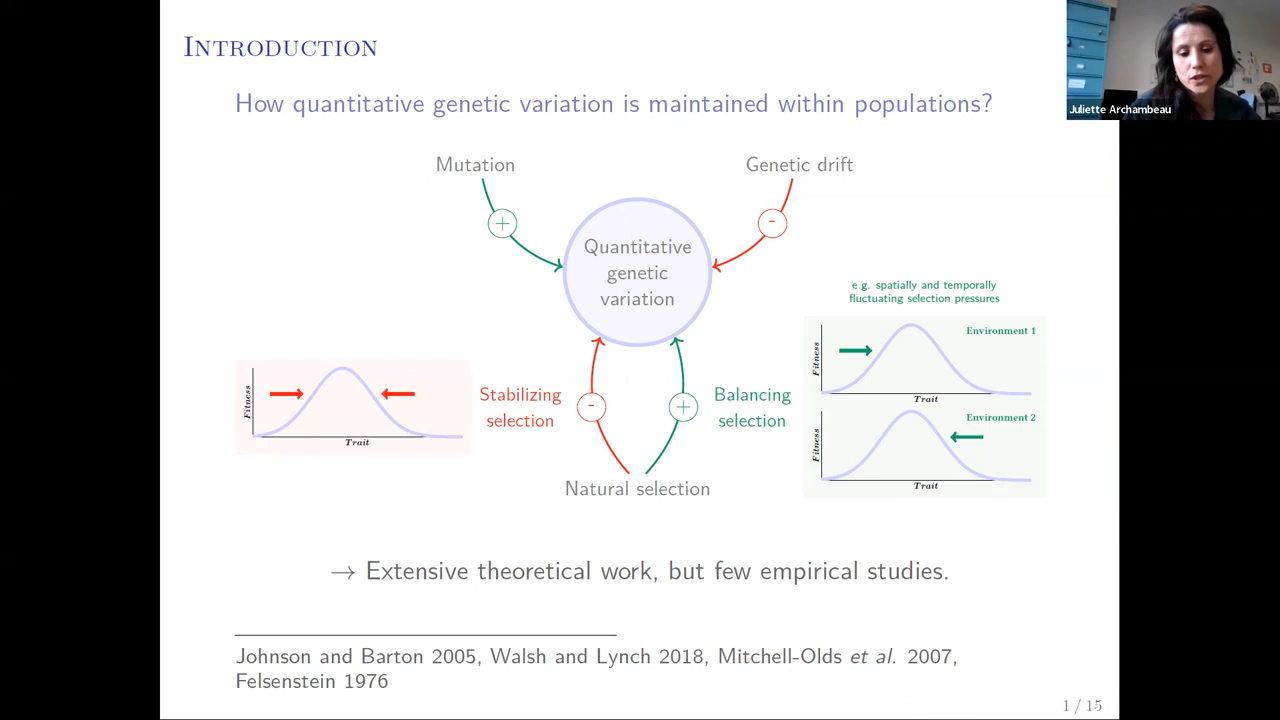 INTRODUCTION
How quantitative genetic variation is maintained within populations?
Juliette Archambeau
Mutation
Genetic drift
+
-
Quantitative
genetic
variation
e.g. spatially and temporally
fluctuating selection pressures
Environment 1
Fitness
Trait
Environment 2
Fitness
Trait
Fitness
Trait
Stabilizing
selection
-
+
Balancing
selection
Natural selection
→ Extensive theoretical work, but few empirical studies.
Johnson and Barton 2005, Walsh and Lynch 2018, Mitchell-Olds et al. 2007,
Felsenstein 1976
1 / 15